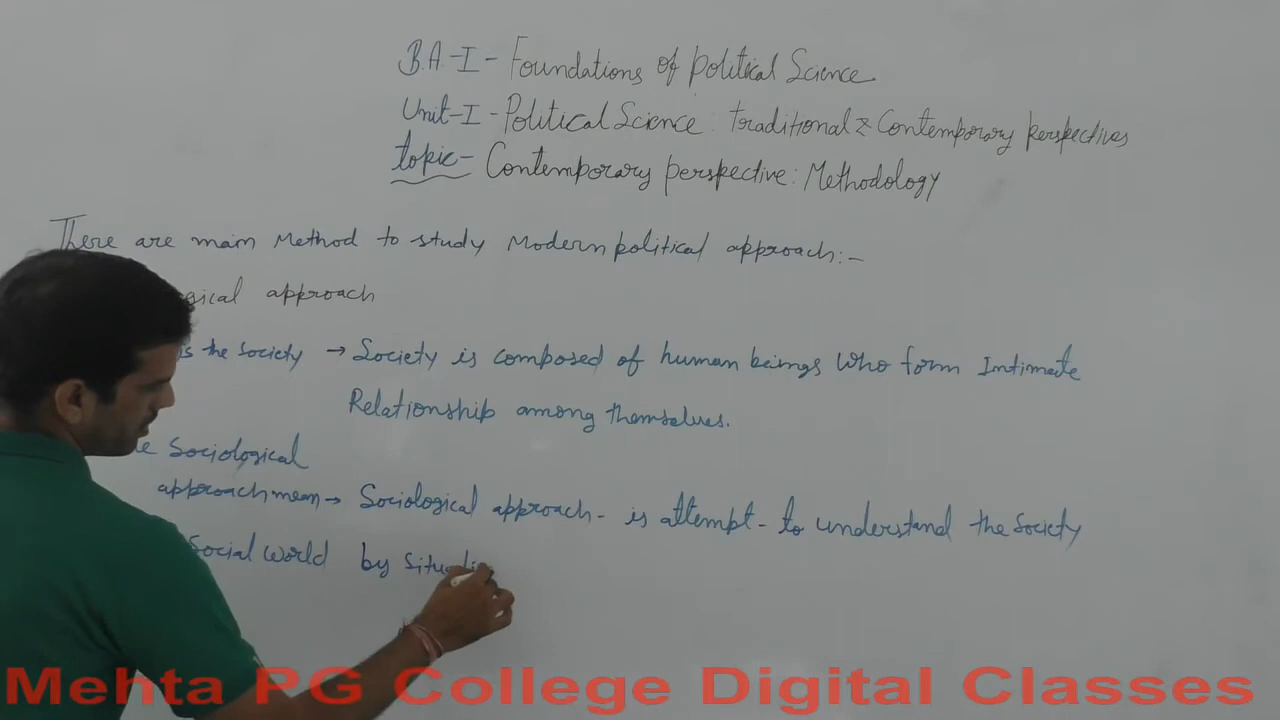 B.A-I - Foundations of political Science
Unit-I - Political Science: Traditional & Contemporary perspectives
topic- Contemporary perspective: Methodology
There are main Method to study Modern political approach:-
gical approach
is the Society → Society is composed of human beings who form Intimate
Relationship among themselves.
Sociological
approach mean → Sociological approach - is attempt - to understand the Society
Social world by
Mehta PG College Digital Classes